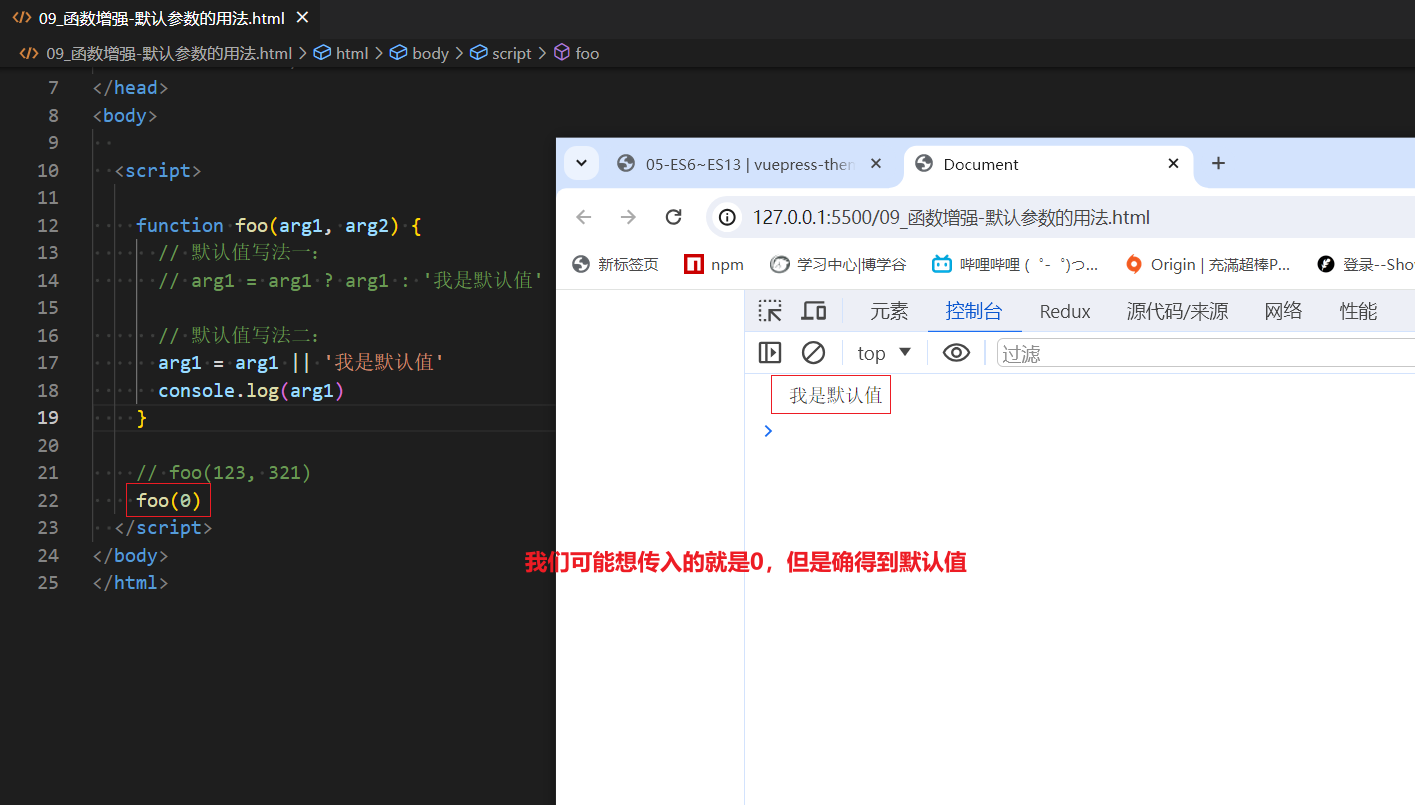 09_函数增强-默认参数的用法.html
09_函数增强-默认参数的用法.html > html > body > script > foo
7 </head>
8 <body>
9
10 <script>
11
12 function foo(arg1, arg2) {
13 // 默认值写法一：
14 // arg1 = arg1 ? arg1 : '我是默认值'
15
16 // 默认值写法二：
17 arg1 = arg1 || '我是默认值'
18 console.log(arg1)
19 }
20
21 // foo(123, 321)
22 foo(0)
23 </script>
24 </body>
25 </html>
05-ES6~ES13 | vuepress-then
Document
127.0.0.1:5500/09_函数增强-默认参数的用法.html
新标签页 npm 学习中心|博学谷 哔哩哔哩 (゜-゜)つ... Origin | 充满超棒P... 登录--Sho
元素 控制台 Redux 源代码/来源 网络 性能
top 过滤
我是默认值
我们可能想传入的就是0，但是确得到默认值